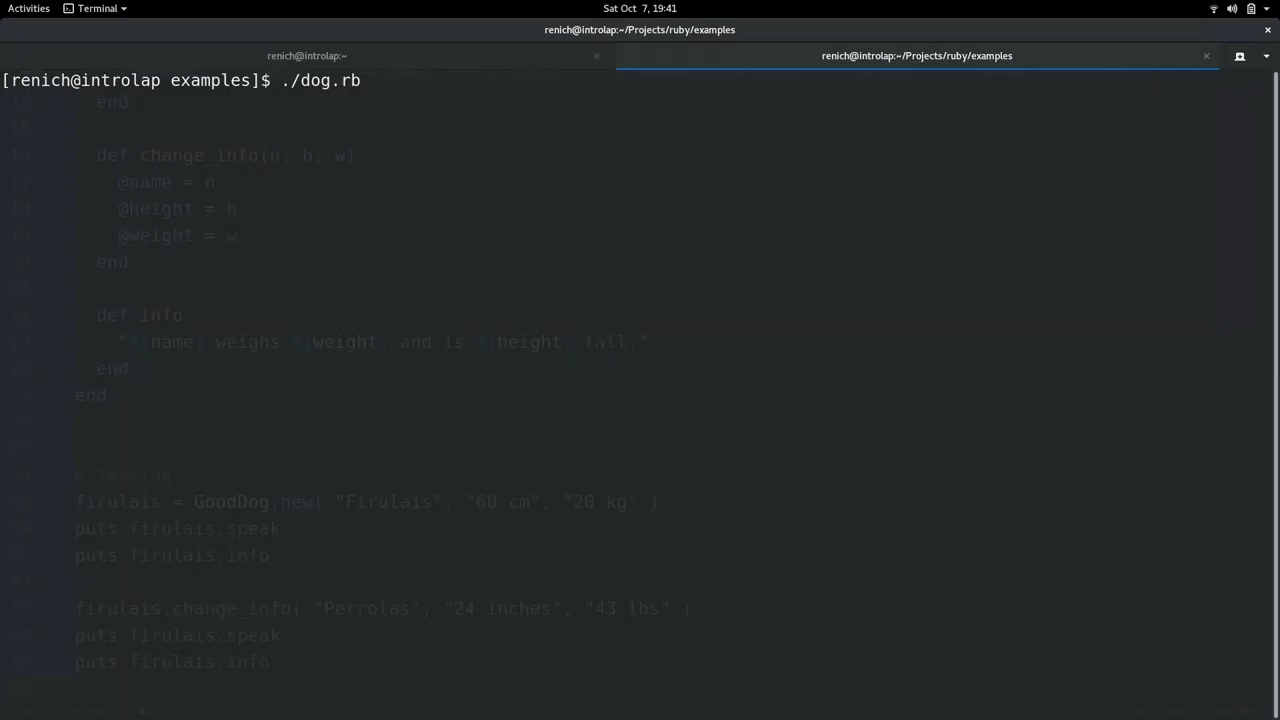 Activities Terminal Sat Oct 7, 19:41
renich@introlap:~/Projects/ruby/examples
renich@introlap:~ renich@introlap:~/Projects/ruby/examples
[renich@introlap examples]$ ./dog.rb
end
def change_info(n, h, w)
@name = n
@height = h
@weight = w
end
def info
"#{name} weighs #{weight} and is #{height} tall."
end
end
firulais = GoodDog.new( "Firulais", "60 cm", "20 kg" )
puts firulais.speak
puts firulais.info
firulais.change_info( "Perrolas", "24 inches", "43 lbs" )
puts firulais.speak
puts firulais.info